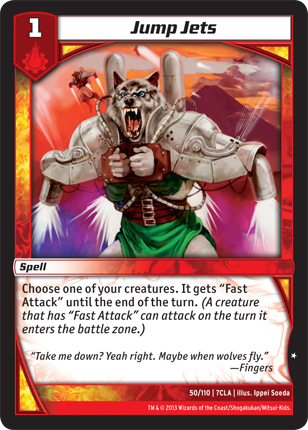 1
Jump Jets
Spell
Choose one of your creatures. It gets “Fast
Attack” until the end of the turn. (A creature
that has “Fast Attack” can attack on the turn it
enters the battle zone.)
“Take me down? Yeah right. Maybe when wolves fly.”
—Fingers
50/110 | 7CLA | illus. Ippei Soeda
TM & © 2013 Wizards of the Coast/Shogakukan/Mitsui-Kids.